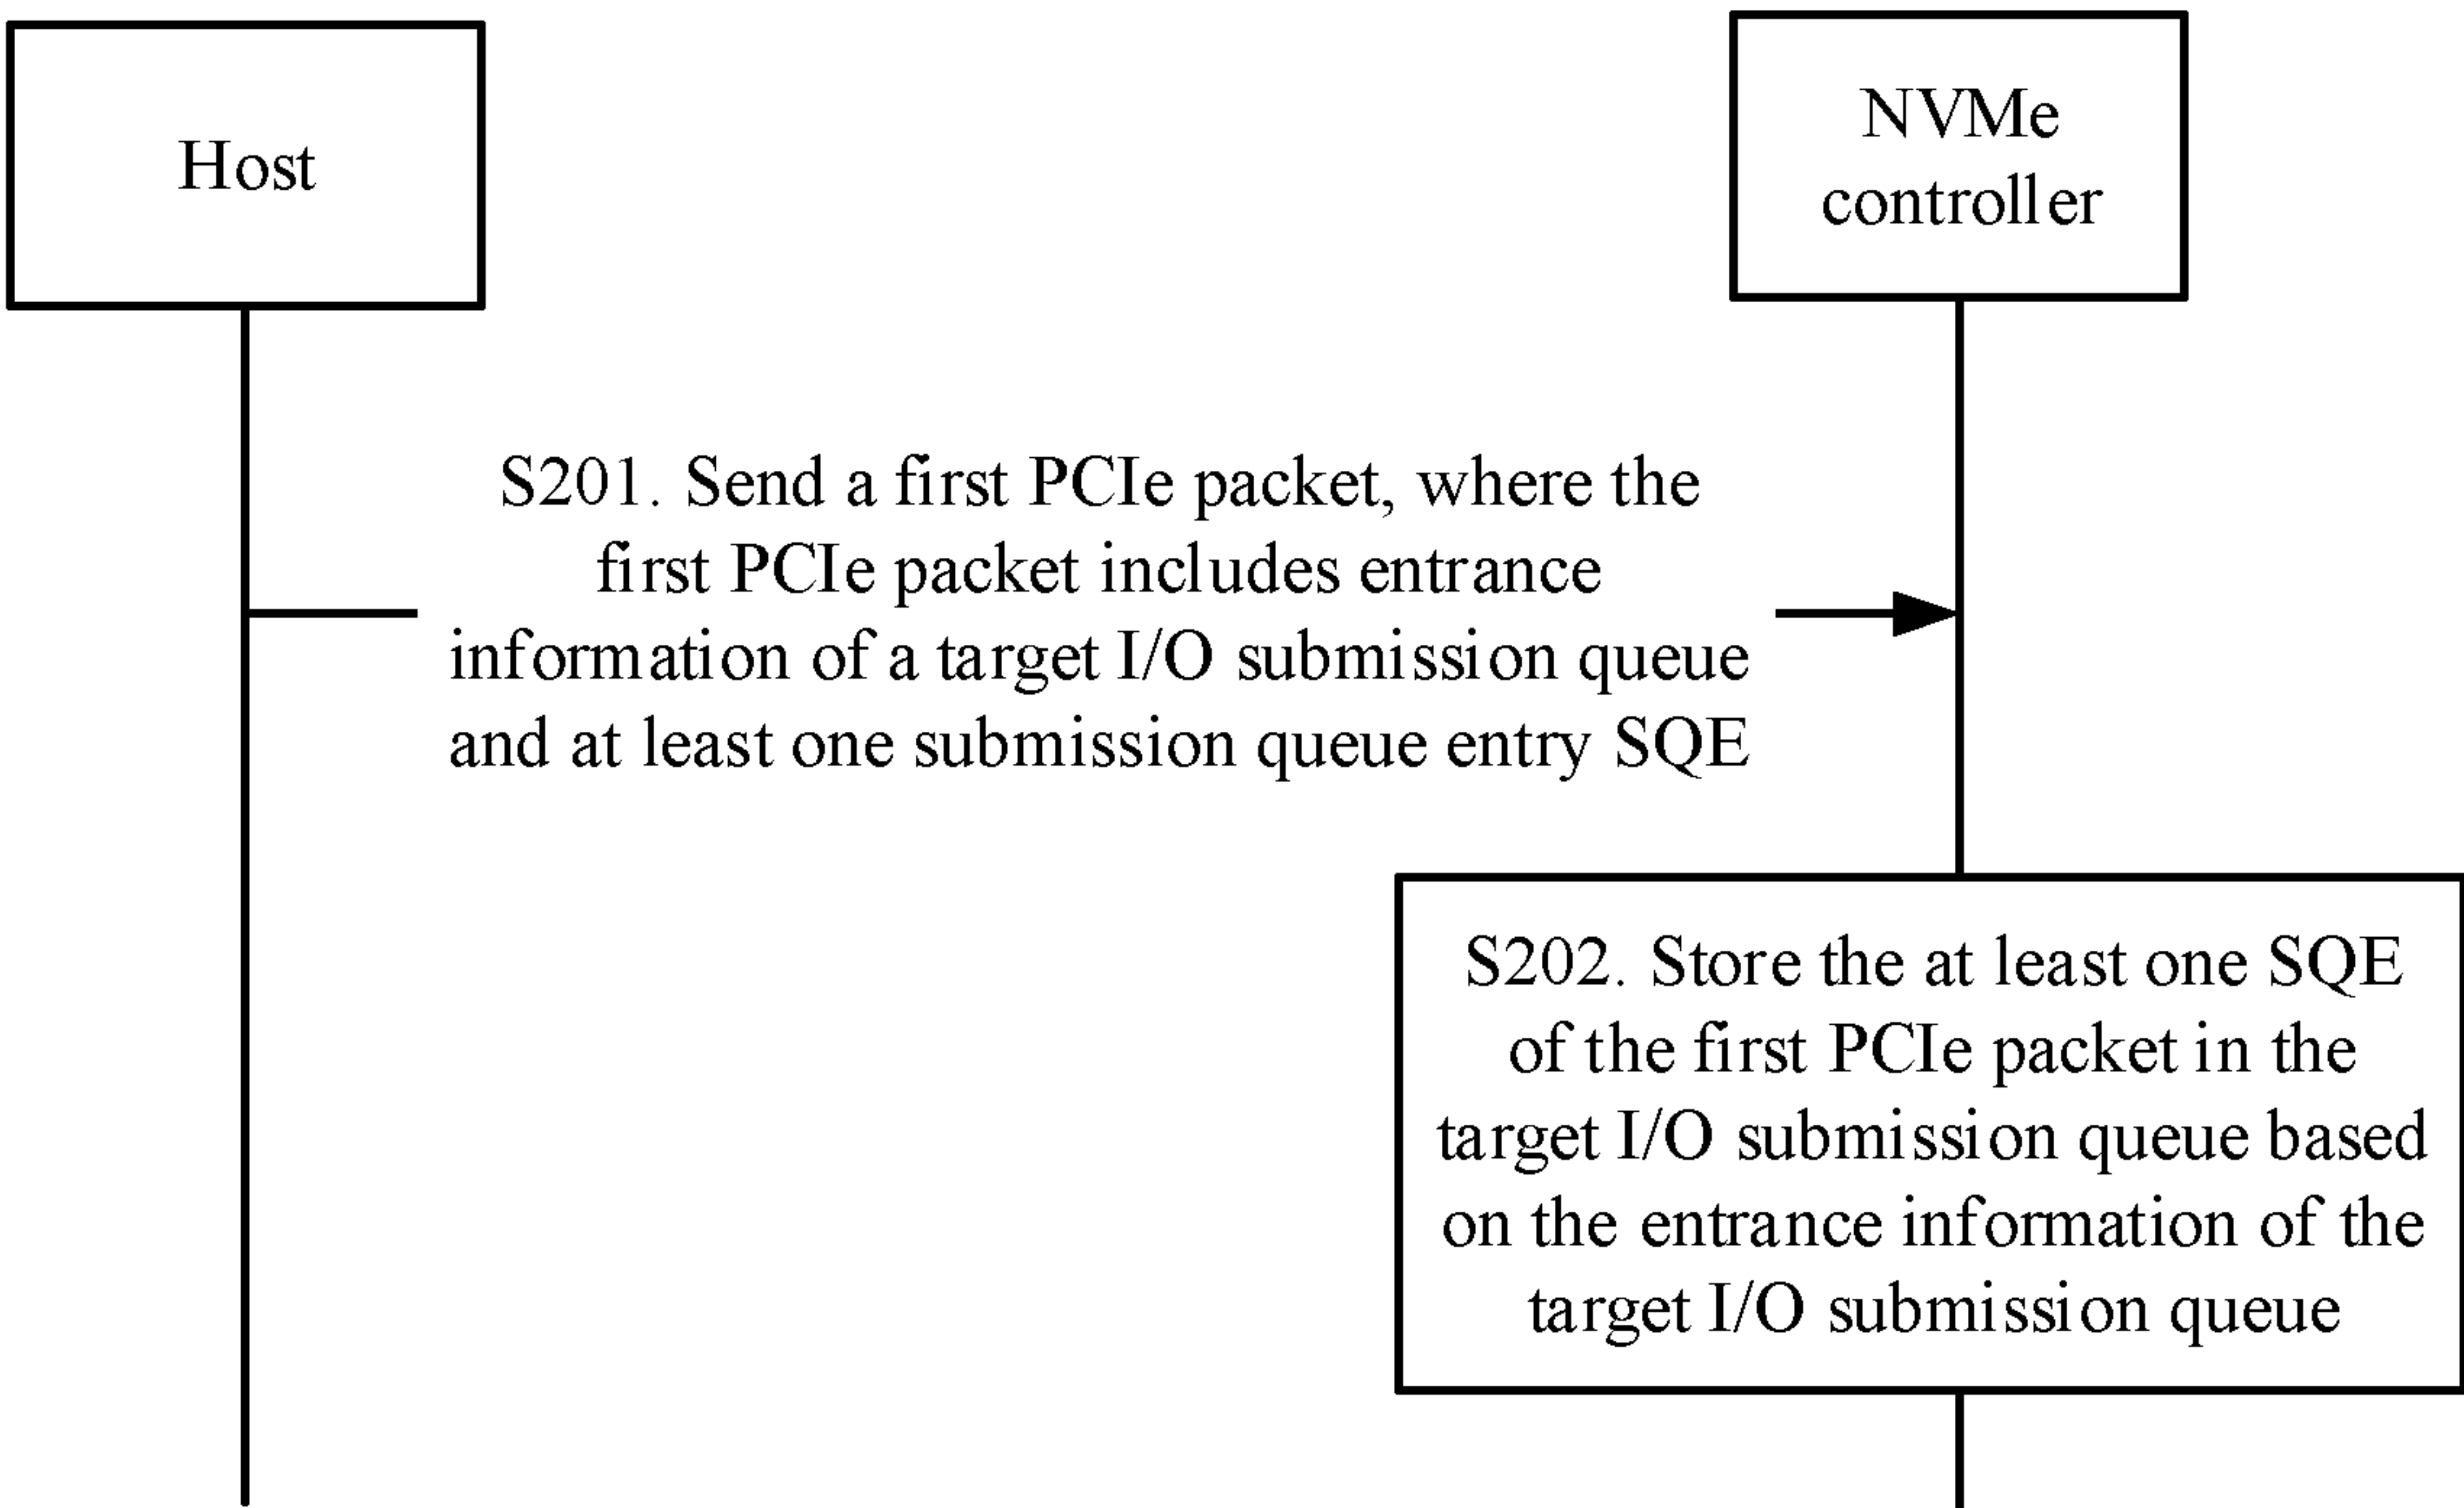 Host
NVMe
controller
S201. Send a first PCIe packet, where the
first PCIe packet includes entrance
information of a target I/O submission queue
and at least one submission queue entry SQE
S202. Store the at least one SQE
of the first PCIe packet in the
target I/O submission queue based
on the entrance information of the
target I/O submission queue